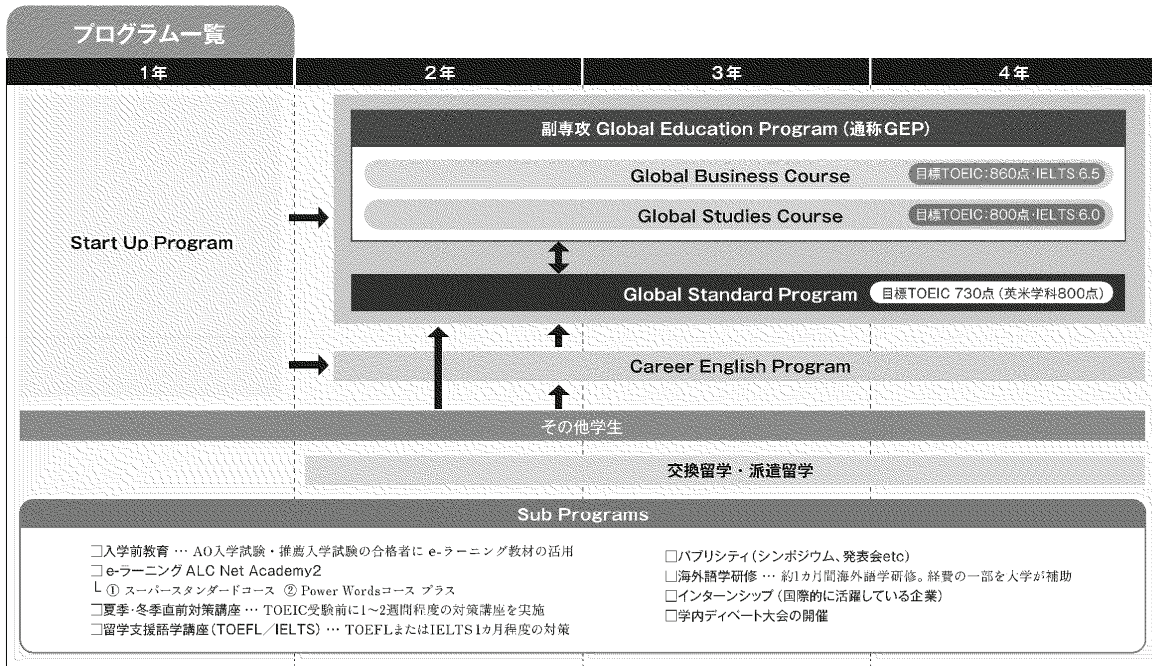 プログラム一覧
1年
2年
3年
4年
副専攻 Global Education Program (通称GEP)
Global Business Course
目標TOEIC:860点・IELTS 6.5
Global Studies Course
目標TOEIC:800点・IELTS 6.0
Start Up Program
Global Standard Program
目標TOEIC 730点 (英米学科800点)
Career English Program
その他学生
交換留学・派遣留学
Sub Programs
□入学前教育 … AO入学試験・推薦入学試験の合格者に e-ラーニング教材の活用
□e-ラーニング ALC Net Academy2
└ ① スーパースタンダードコース ② Power Wordsコース プラス
□夏季・冬季直前対策講座 … TOEIC受験前に1~2週間程度の対策講座を実施
□留学支援語学講座(TOEFL/IELTS) … TOEFLまたはIELTS 1カ月程度の対策
□パブリシティ(シンポジウム、発表会etc)
□海外語学研修 … 約1カ月間海外語学研修。経費の一部を大学が補助
□インターンシップ(国際的に活躍している企業)
□学内ディベート大会の開催